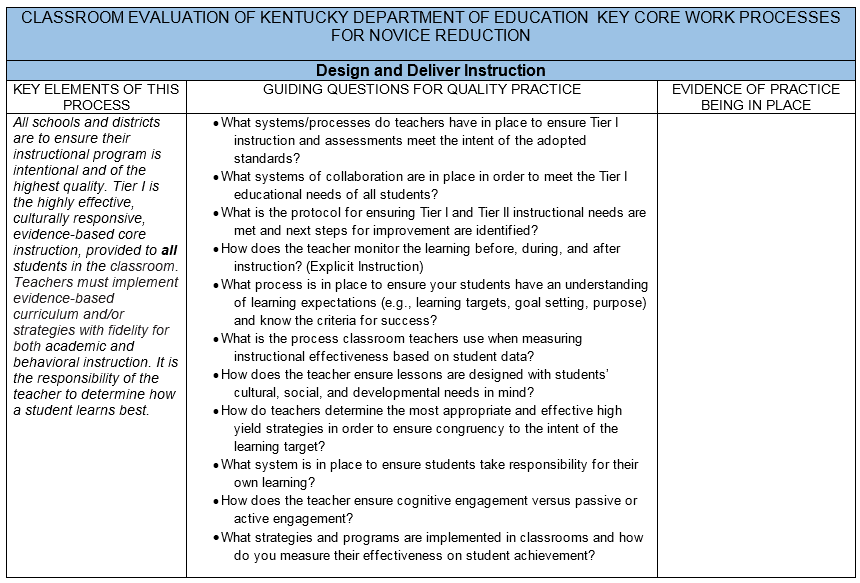 CLASSROOM EVALUATION OF KENTUCKY DEPARTMENT OF EDUCATION  KEY CORE WORK PROCESSES
FOR NOVICE REDUCTION
Design and Deliver Instruction
KEY ELEMENTS OF THIS
PROCESS
GUIDING QUESTIONS FOR QUALITY PRACTICE
EVIDENCE OF PRACTICE
BEING IN PLACE
All schools and districts
are to ensure their
instructional program is
intentional and of the
highest quality. Tier I is
the highly effective,
culturally responsive,
evidence-based core
instruction, provided to all
students in the classroom.
Teachers must implement
evidence-based
curriculum and/or
strategies with fidelity for
both academic and
behavioral instruction. It is
the responsibility of the
teacher to determine how
a student learns best.
• What systems/processes do teachers have in place to ensure Tier I
instruction and assessments meet the intent of the adopted
standards?
• What systems of collaboration are in place in order to meet the Tier I
educational needs of all students?
• What is the protocol for ensuring Tier I and Tier II instructional needs are
met and next steps for improvement are identified?
• How does the teacher monitor the learning before, during, and after
instruction? (Explicit Instruction)
• What process is in place to ensure your students have an understanding
of learning expectations (e.g., learning targets, goal setting, purpose)
and know the criteria for success?
• What is the process classroom teachers use when measuring
instructional effectiveness based on student data?
• How does the teacher ensure lessons are designed with students’
cultural, social, and developmental needs in mind?
• How do teachers determine the most appropriate and effective high
yield strategies in order to ensure congruency to the intent of the
learning target?
• What system is in place to ensure students take responsibility for their
own learning?
• How does the teacher ensure cognitive engagement versus passive or
active engagement?
• What strategies and programs are implemented in classrooms and how
do you measure their effectiveness on student achievement?